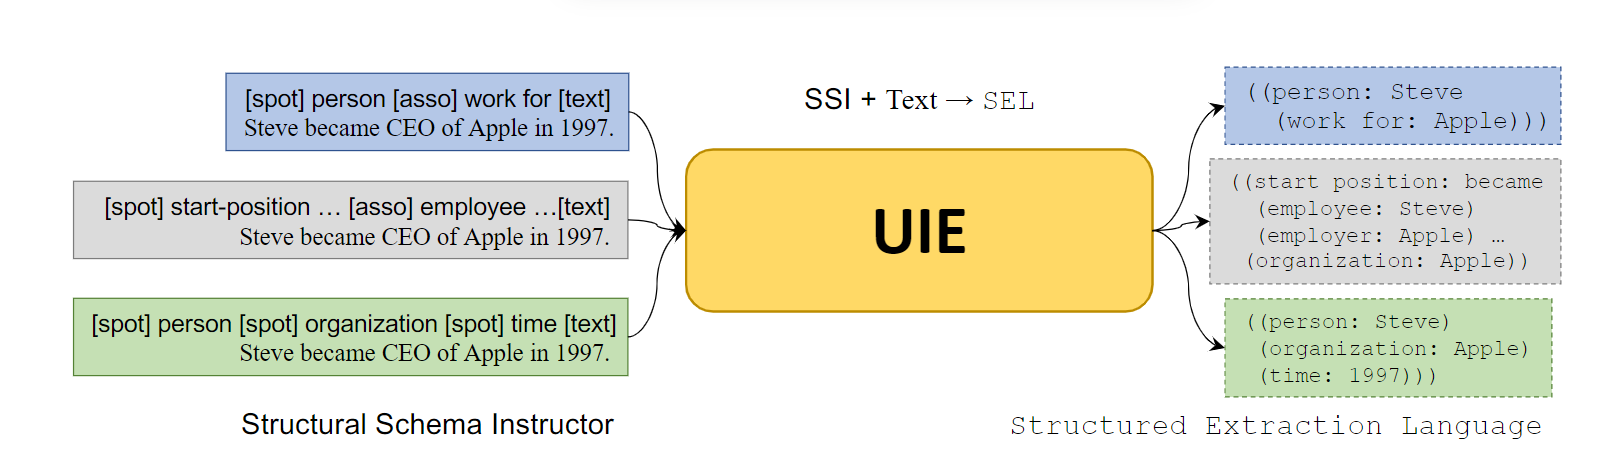 [spot] person [asso] work for [text]
Steve became CEO of Apple in 1997.
[spot] start-position … [asso] employee …[text]
Steve became CEO of Apple in 1997.
[spot] person [spot] organization [spot] time [text]
Steve became CEO of Apple in 1997.
Structural Schema Instructor
SSI + Text → SEL
UIE
((person: Steve
(work for: Apple)))
((start position: became
(employee: Steve)
(employer: Apple) …
(organization: Apple))
((person: Steve)
(organization: Apple)
(time: 1997)))
Structured Extraction Language